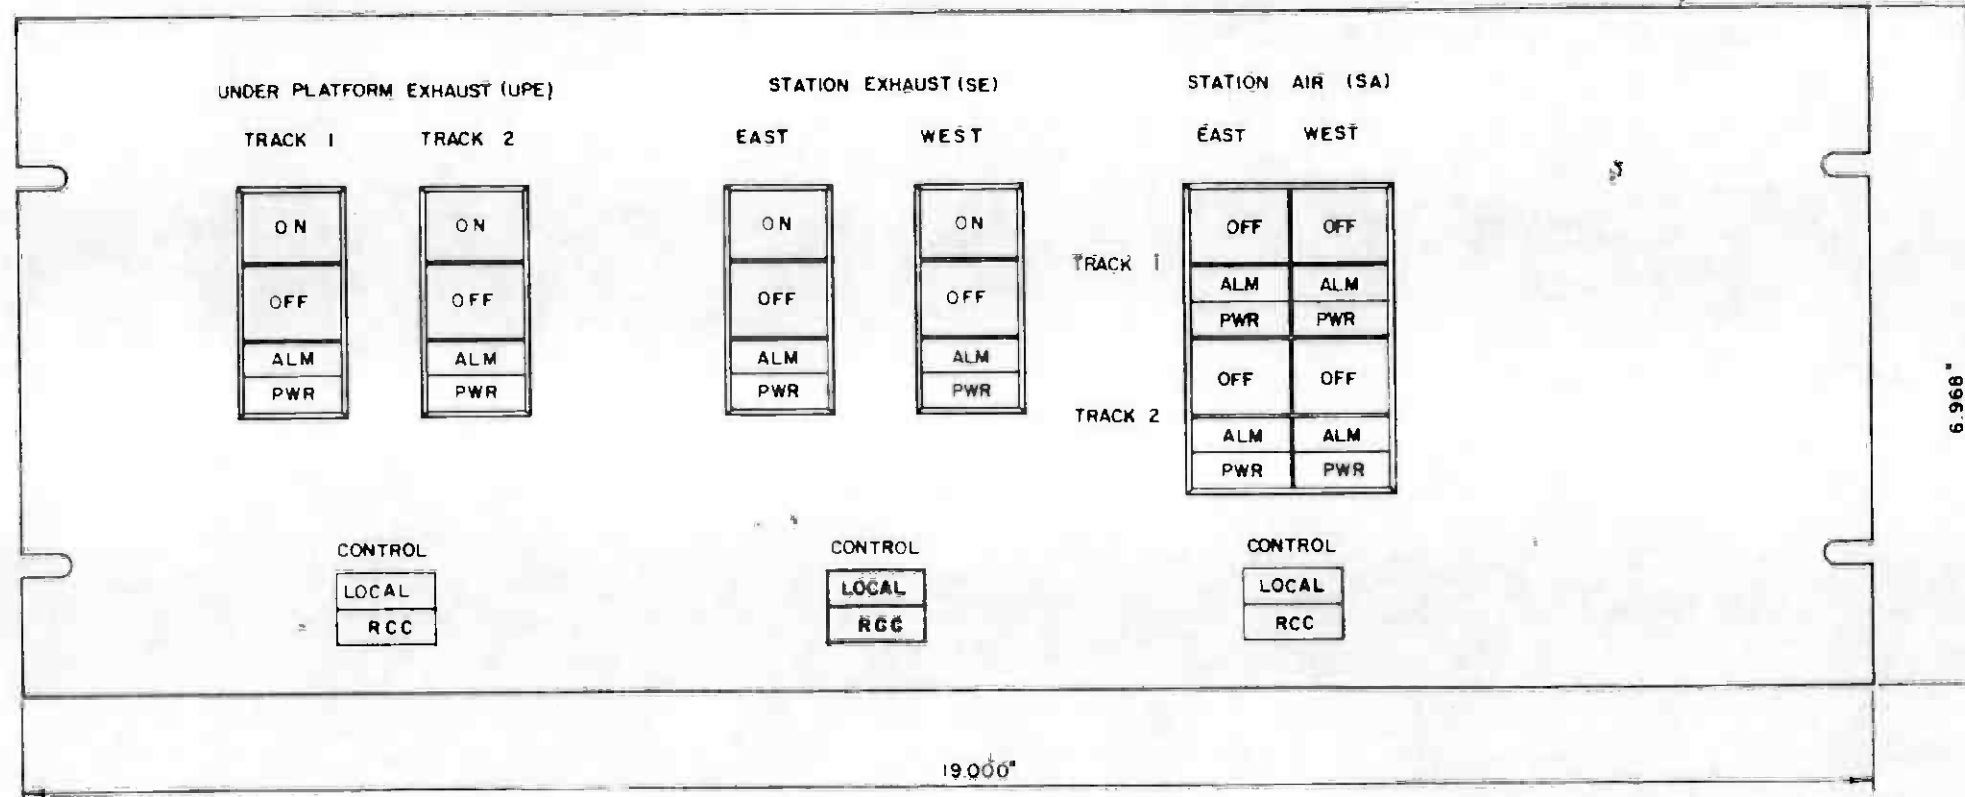 UNDER PLATFORM EXHAUST (UPE)
TRACK 1 TRACK 2
ON ON
OFF OFF
ALM ALM
PWR PWR
CONTROL
LOCAL
RCC
STATION EXHAUST (SE)
EAST WEST
ON ON
OFF OFF
ALM ALM
PWR PWR
CONTROL
LOCAL
RCC
STATION AIR (SA)
EAST WEST
TRACK 1
OFF OFF
ALM ALM
PWR PWR
TRACK 2
OFF OFF
ALM ALM
PWR PWR
CONTROL
LOCAL
RCC
6.968"
19.000"